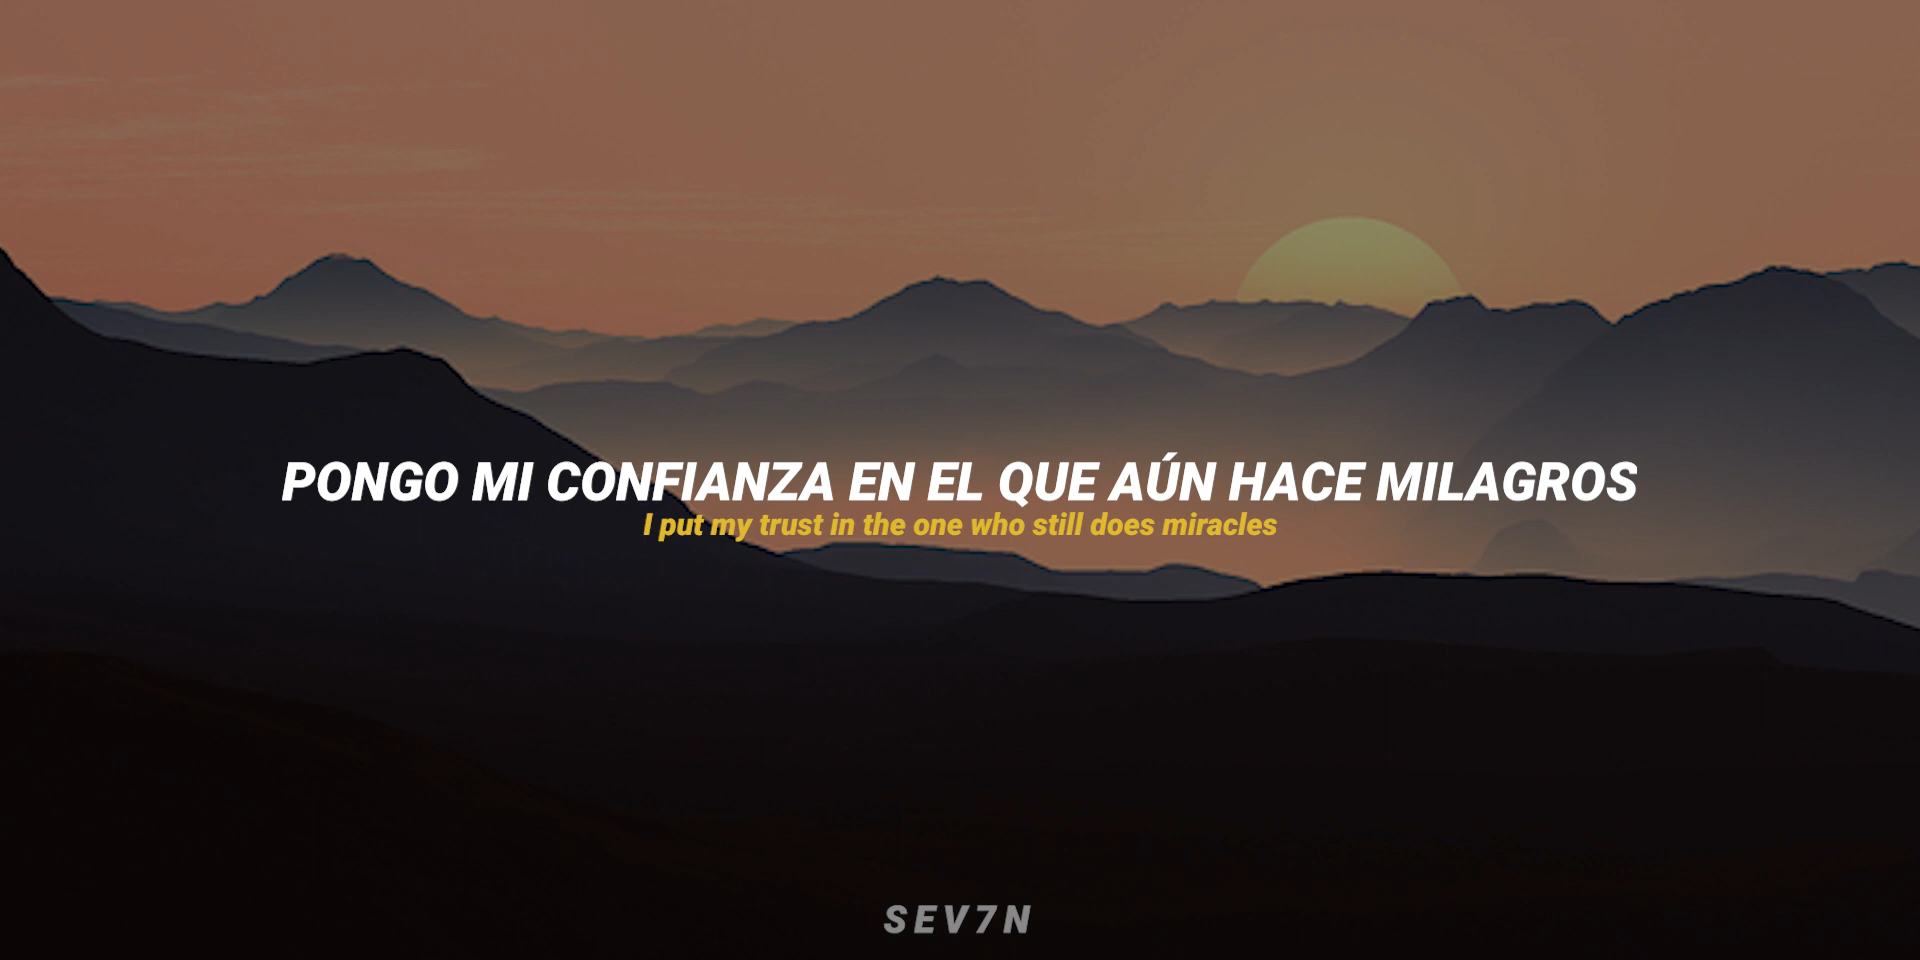 PONGO MI CONFIANZA EN EL QUE AÚN HACE MILAGROS
I put my trust in the one who still does miracles
SEV7N